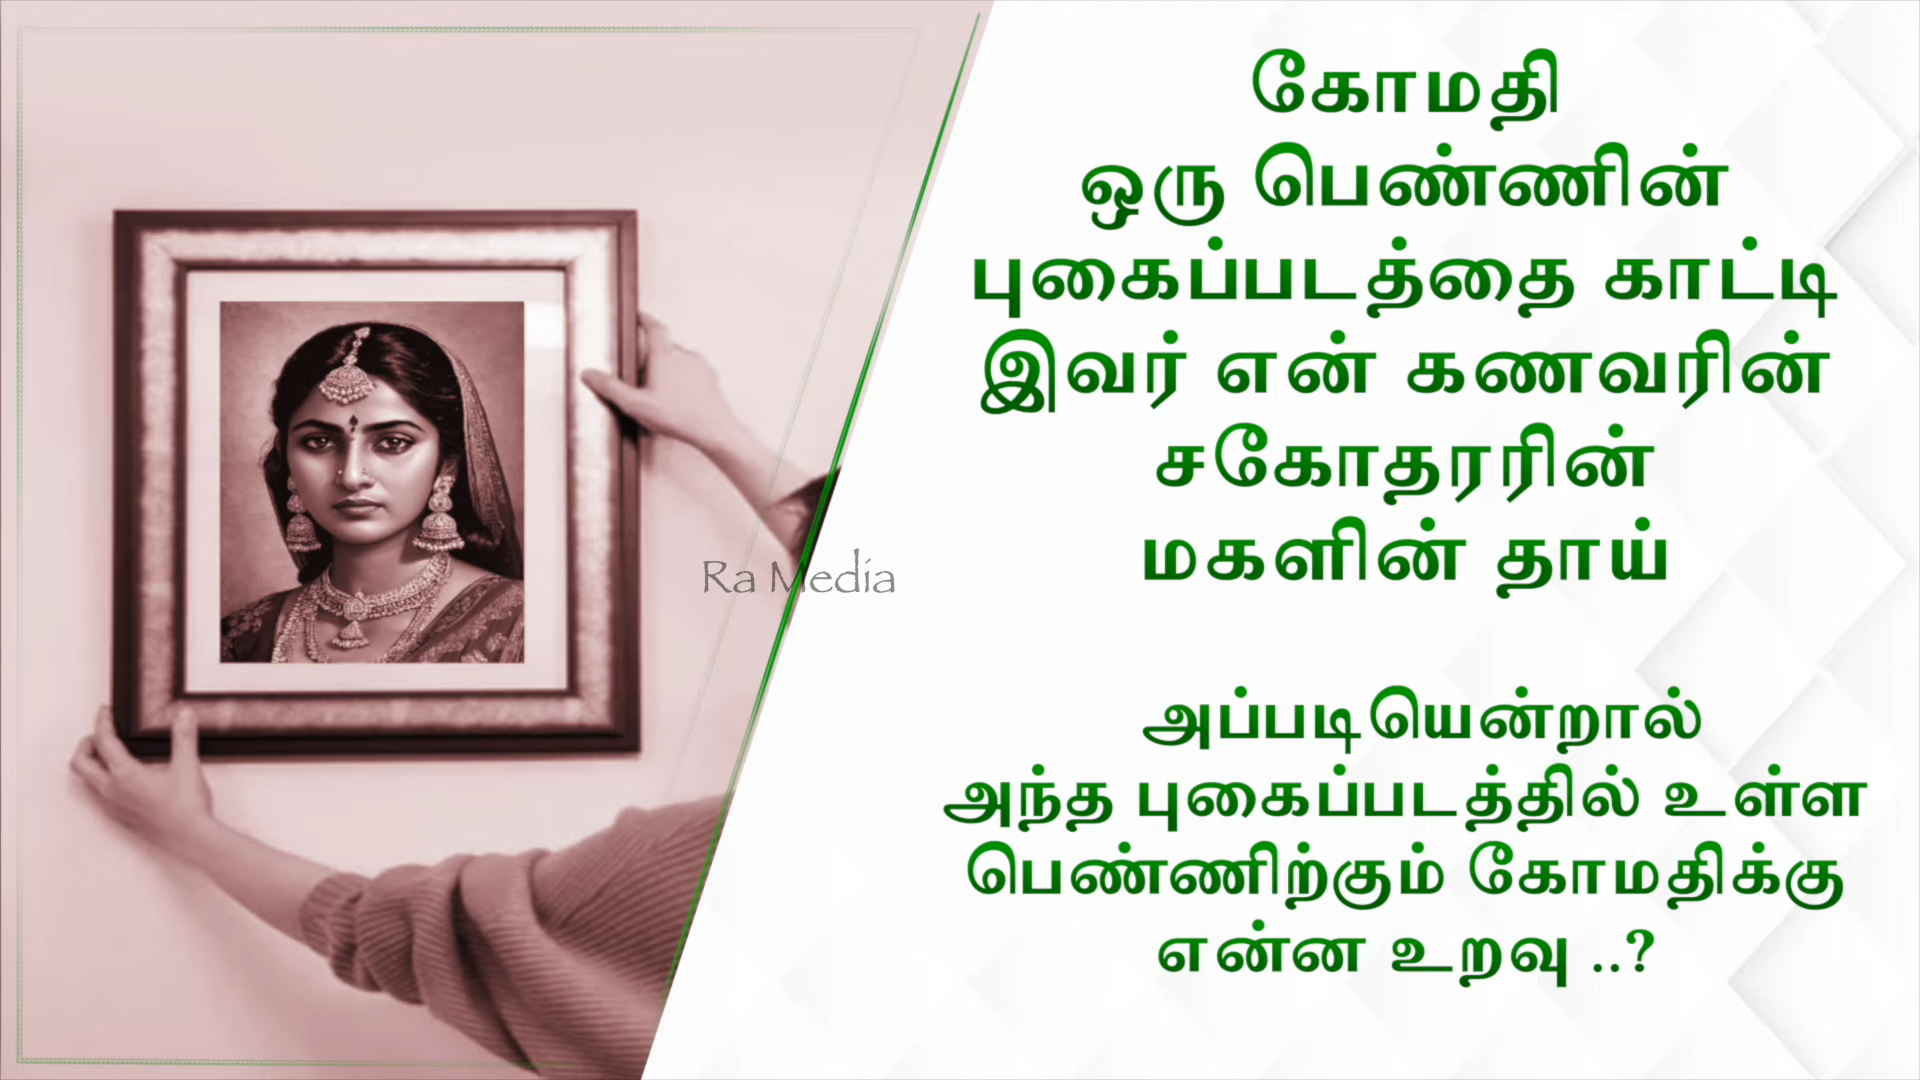 கோமதி
ஒரு பெண்ணின்
புகைப்படத்தை காட்டி
இவர் என் கணவரின்
சகோதரரின்
மகளின் தாய்
அப்படியென்றால்
அந்த புகைப்படத்தில் உள்ள
பெண்ணிற்கும் கோமதிக்கு
என்ன உறவு ..?
Ra Media